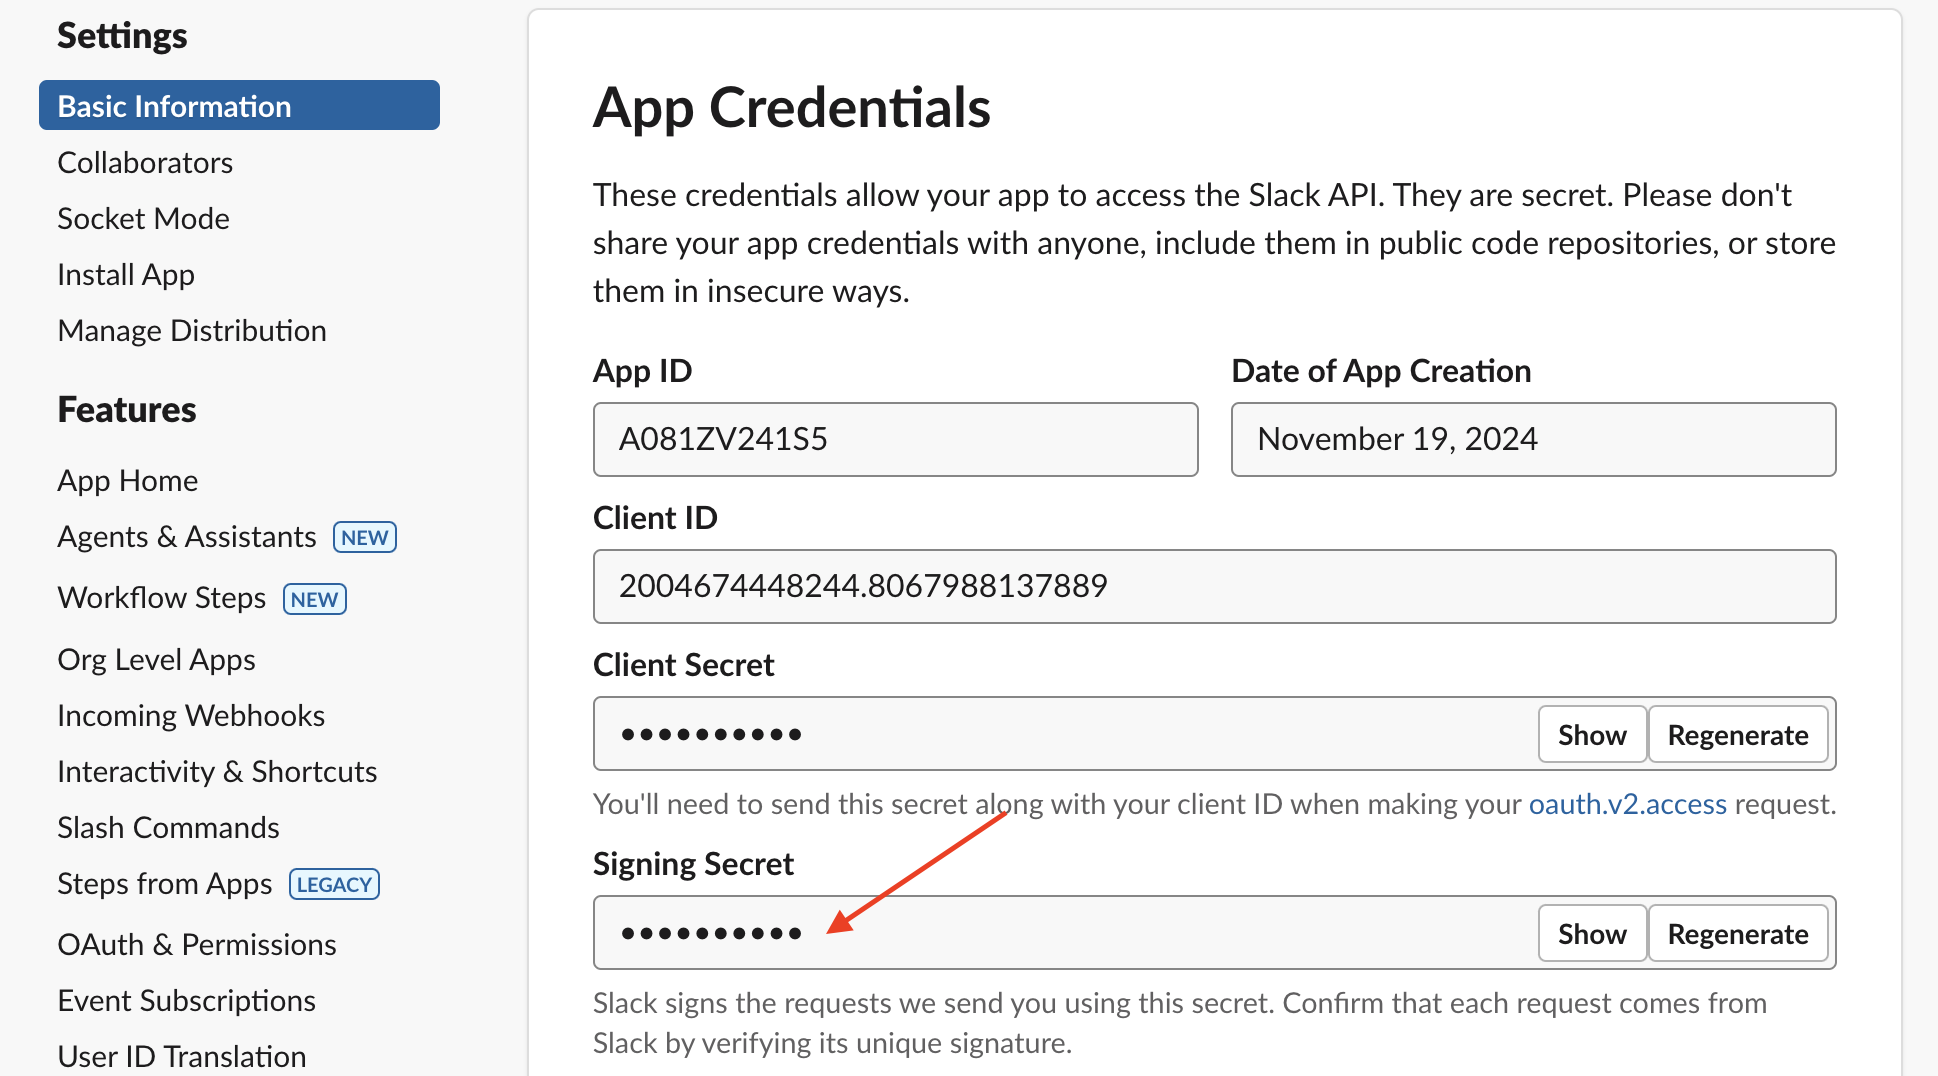 Settings
Basic Information
Collaborators
Socket Mode
Install App
Manage Distribution
Features
App Home
Agents & Assistants NEW
Workflow Steps NEW
Org Level Apps
Incoming Webhooks
Interactivity & Shortcuts
Slash Commands
Steps from Apps LEGACY
OAuth & Permissions
Event Subscriptions
User ID Translation
App Credentials
These credentials allow your app to access the Slack API. They are secret. Please don't
share your app credentials with anyone, include them in public code repositories, or store
them in insecure ways.
App ID
A081ZV241S5
Date of App Creation
November 19, 2024
Client ID
2004674448244.8067988137889
Client Secret
••••••••••
Show Regenerate
You'll need to send this secret along with your client ID when making your oauth.v2.access request.
Signing Secret
••••••••••
Show Regenerate
Slack signs the requests we send you using this secret. Confirm that each request comes from
Slack by verifying its unique signature.